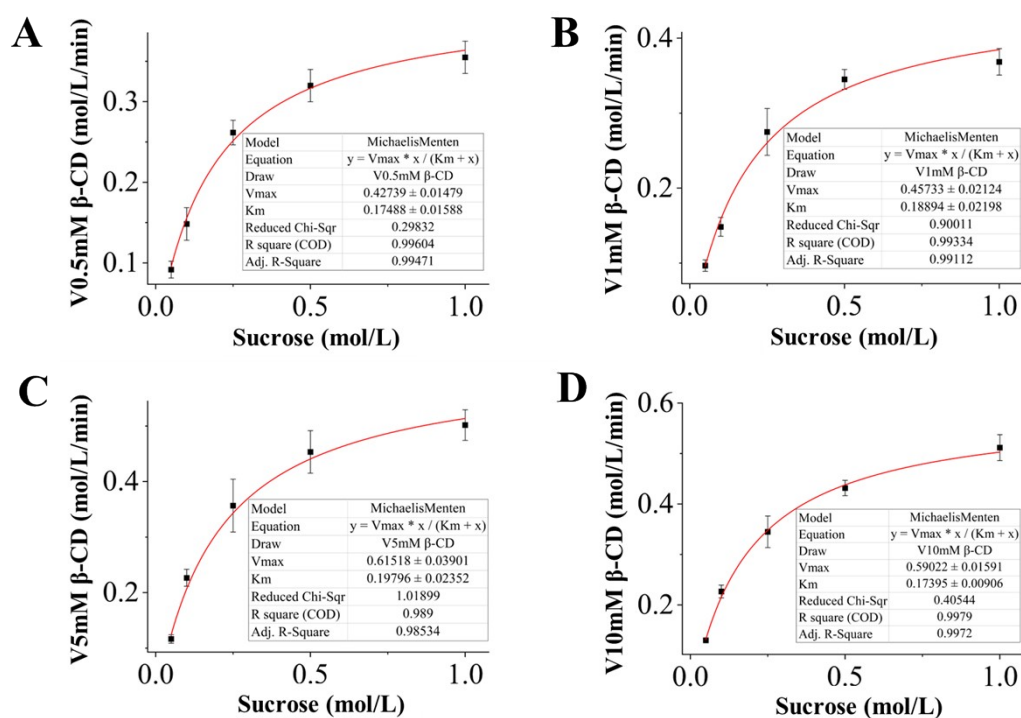 A
V0.5mM β-CD (mol/L/min)
0.3
0.2
0.1
0.0
0.5
1.0
Sucrose (mol/L)
Model MichaelisMenten
Equation y = Vmax * x / (Km + x)
Draw V0.5mM β-CD
Vmax 0.42739 ± 0.01479
Km 0.17488 ± 0.01588
Reduced Chi-Sqr 0.29832
R square (COD) 0.99604
Adj. R-Square 0.99471
B
V1mM β-CD (mol/L/min)
0.4
0.2
0.0
0.5
1.0
Sucrose (mol/L)
Model MichaelisMenten
Equation y = Vmax * x / (Km + x)
Draw V1mM β-CD
Vmax 0.45733 ± 0.02124
Km 0.18894 ± 0.02198
Reduced Chi-Sqr 0.90011
R square (COD) 0.99334
Adj. R-Square 0.99112
C
V5mM β-CD (mol/L/min)
0.4
0.2
0.0
0.5
1.0
Sucrose (mol/L)
Model MichaelisMenten
Equation y = Vmax * x / (Km + x)
Draw V5mM β-CD
Vmax 0.61518 ± 0.03901
Km 0.19796 ± 0.02352
Reduced Chi-Sqr 1.01899
R square (COD) 0.989
Adj. R-Square 0.98534
D
V10mM β-CD (mol/L/min)
0.6
0.4
0.2
0.0
0.5
1.0
Sucrose (mol/L)
Model MichaelisMenten
Equation y = Vmax * x / (Km + x)
Draw V10mM β-CD
Vmax 0.59022 ± 0.01591
Km 0.17395 ± 0.00906
Reduced Chi-Sqr 0.40544
R square (COD) 0.9979
Adj. R-Square 0.9972